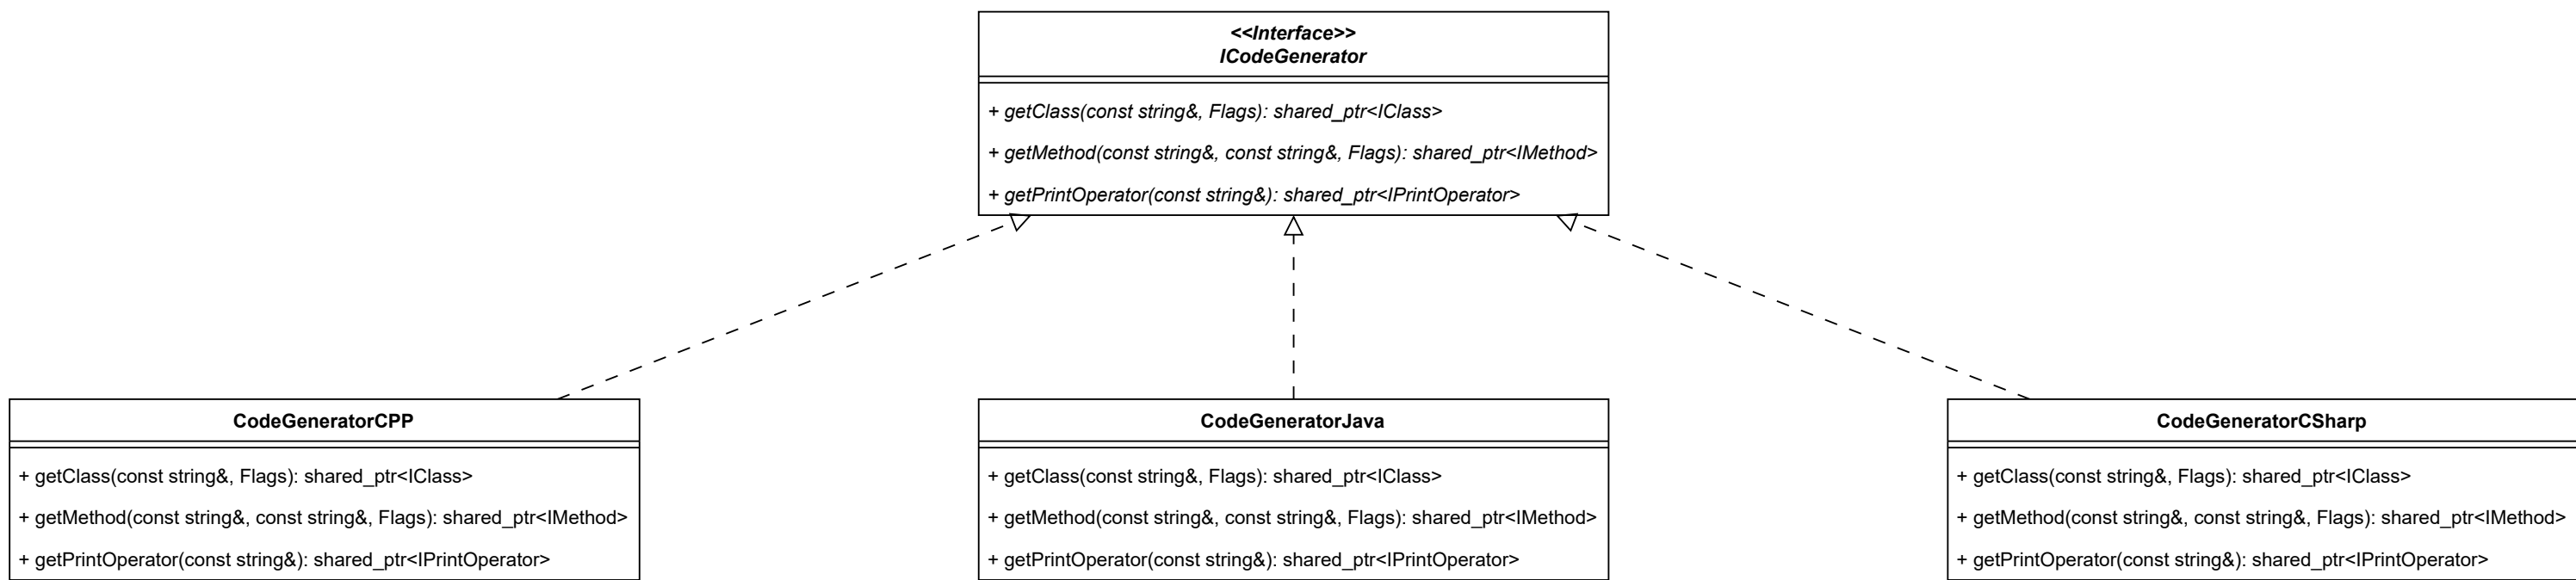 <<Interface>>
ICodeGenerator
+ getClass(const string&, Flags): shared_ptr<IClass>
+ getMethod(const string&, const string&, Flags): shared_ptr<IMethod>
+ getPrintOperator(const string&): shared_ptr<IPrintOperator>
CodeGeneratorCPP
+ getClass(const string&, Flags): shared_ptr<IClass>
+ getMethod(const string&, const string&, Flags): shared_ptr<IMethod>
+ getPrintOperator(const string&): shared_ptr<IPrintOperator>
CodeGeneratorJava
+ getClass(const string&, Flags): shared_ptr<IClass>
+ getMethod(const string&, const string&, Flags): shared_ptr<IMethod>
+ getPrintOperator(const string&): shared_ptr<IPrintOperator>
CodeGeneratorCSharp
+ getClass(const string&, Flags): shared_ptr<IClass>
+ getMethod(const string&, const string&, Flags): shared_ptr<IMethod>
+ getPrintOperator(const string&): shared_ptr<IPrintOperator>